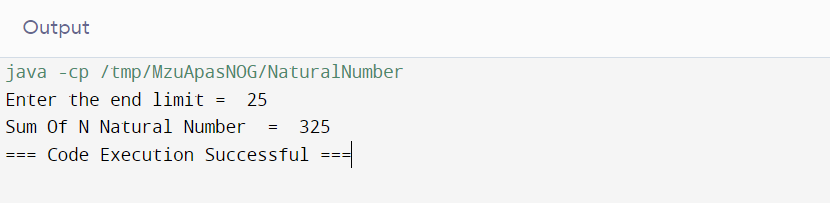 Output
java -cp /tmp/MzuApasNOG/NaturalNumber
Enter the end limit =  25
Sum Of N Natural Number  =  325
=== Code Execution Successful ===